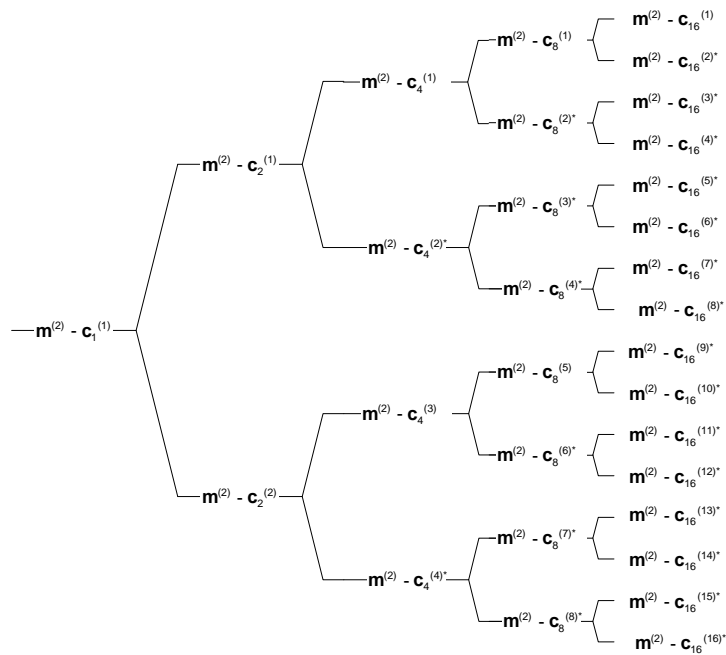 m(2) - c1(1)
m(2) - c2(1)
m(2) - c2(2)
m(2) - c4(1)
m(2) - c4(2)*
m(2) - c4(3)
m(2) - c4(4)*
m(2) - c8(1)
m(2) - c8(2)*
m(2) - c8(3)*
m(2) - c8(4)*
m(2) - c8(5)
m(2) - c8(6)*
m(2) - c8(7)*
m(2) - c8(8)*
m(2) - c16(1)
m(2) - c16(2)*
m(2) - c16(3)*
m(2) - c16(4)*
m(2) - c16(5)*
m(2) - c16(6)*
m(2) - c16(7)*
m(2) - c16(8)*
m(2) - c16(9)*
m(2) - c16(10)*
m(2) - c16(11)*
m(2) - c16(12)*
m(2) - c16(13)*
m(2) - c16(14)*
m(2) - c16(15)*
m(2) - c16(16)*